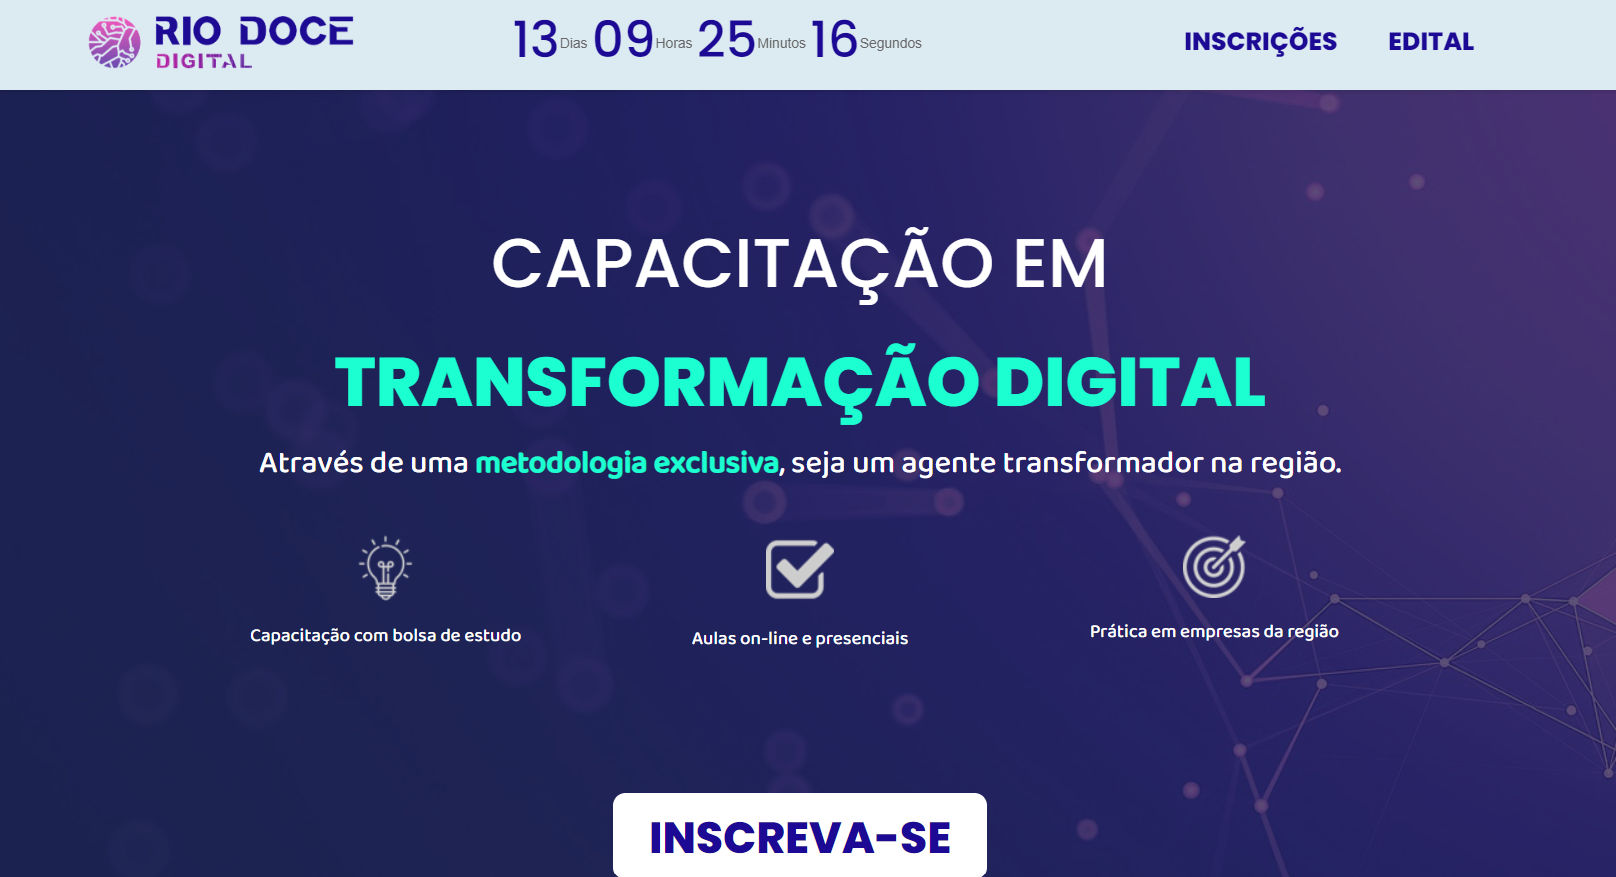 RIO DOCE
DIGITAL
13 Dias 09 Horas 25 Minutos 16 Segundos
INSCRIÇÕES
EDITAL
CAPACITAÇÃO EM
TRANSFORMAÇÃO DIGITAL
Através de uma metodologia exclusiva, seja um agente transformador na região.
Capacitação com bolsa de estudo
Aulas on-line e presenciais
Prática em empresas da região
INSCREVA-SE